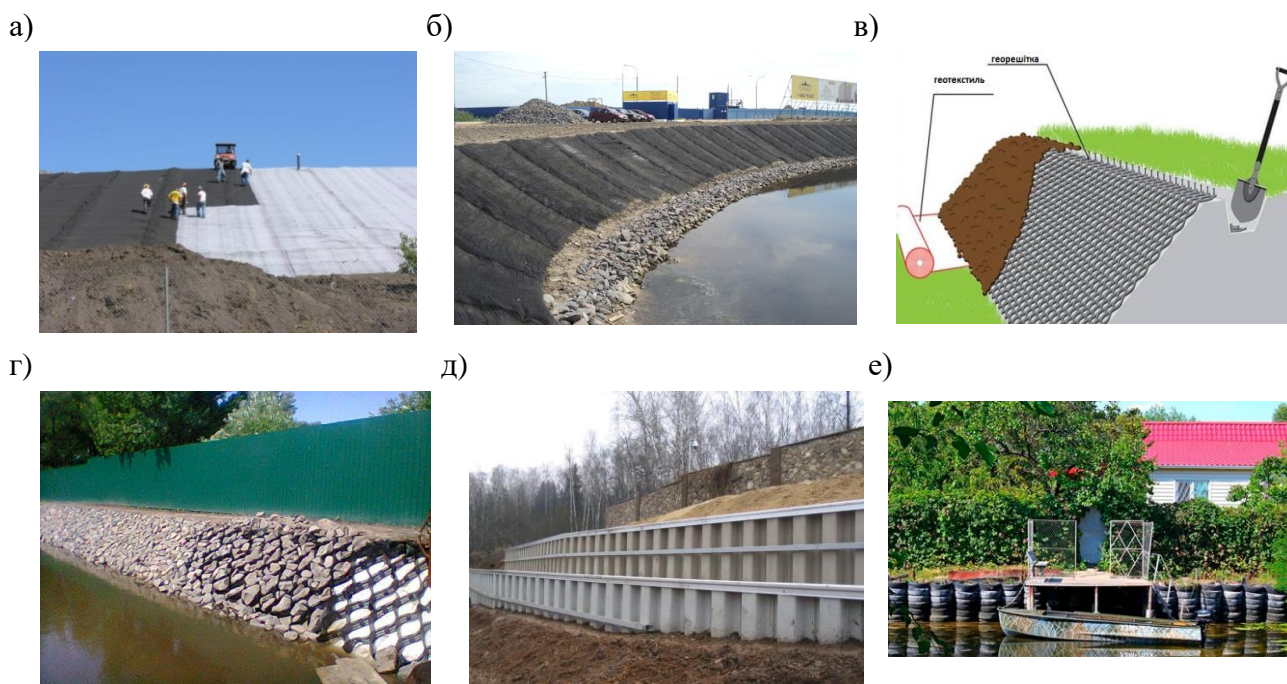 а)
б)
в)
георешітка
геотекстиль
г)
д)
е)